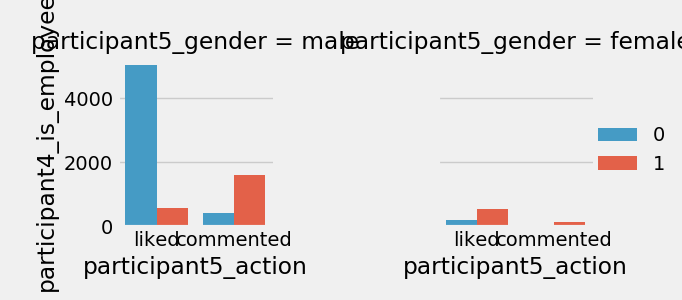 participant5_gender = male
participant5_gender = female
participant4_is_employee
4000
2000
0
liked
commented
liked
commented
participant5_action
participant5_action
0
1